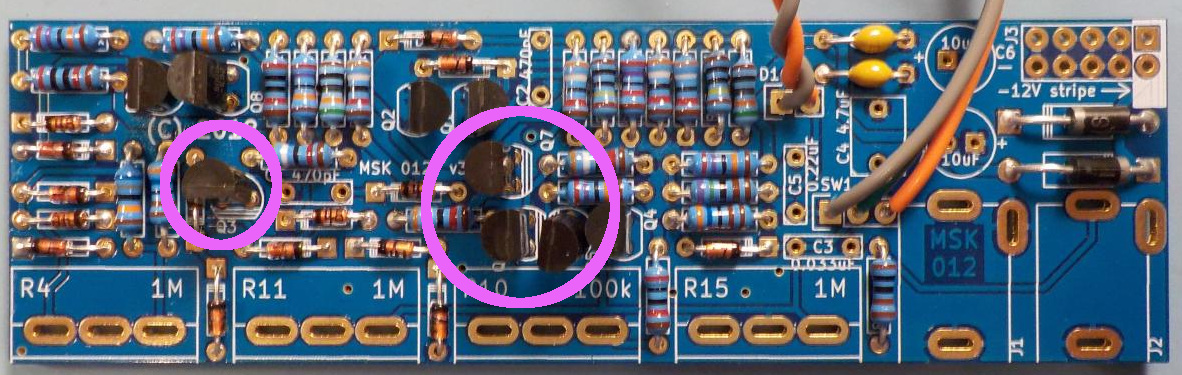 10u
J3
C6
-12V stripe
C2 470pF
D1
Q8
Q2
(C) 2019
Q7
C4 4.7uF
+
+
10uF
MSK 012 v3
470pF
C5 0.22uF
SW1
Q3
Q4
C3
0.033uF
MSK
012
R4 1M
R11 1M
R10 100k
R15 1M
J1
J2